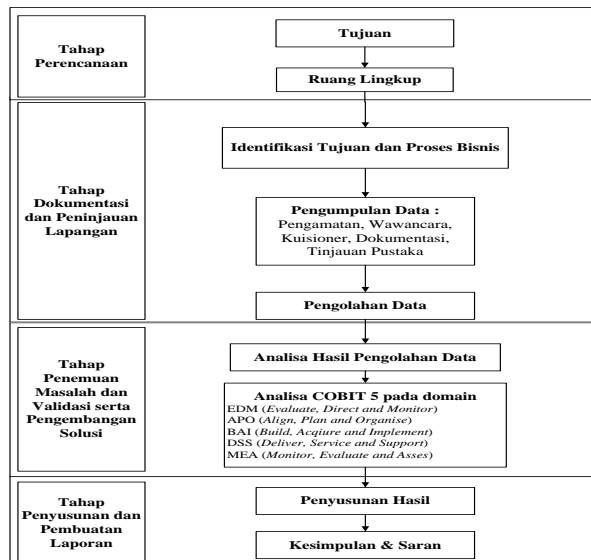 Tahap
Perencanaan
Tujuan
Ruang Lingkup
Tahap
Dokumentasi
dan Peninjauan
Lapangan
Identifikasi Tujuan dan Proses Bisnis
Pengumpulan Data :
Pengamatan, Wawancara,
Kuisioner, Dokumentasi,
Tinjauan Pustaka
Pengolahan Data
Tahap
Penemuan
Masalah dan
Validasi serta
Pengembangan
Solusi
Analisa Hasil Pengolahan Data
Analisa COBIT 5 pada domain
EDM (Evaluate, Direct and Monitor)
APO (Align, Plan and Organise)
BAI (Build, Acqiure and Implement)
DSS (Deliver, Service and Support)
MEA (Monitor, Evaluate and Asses)
Tahap
Penyusunan dan
Pembuatan
Laporan
Penyusunan Hasil
Kesimpulan & Saran